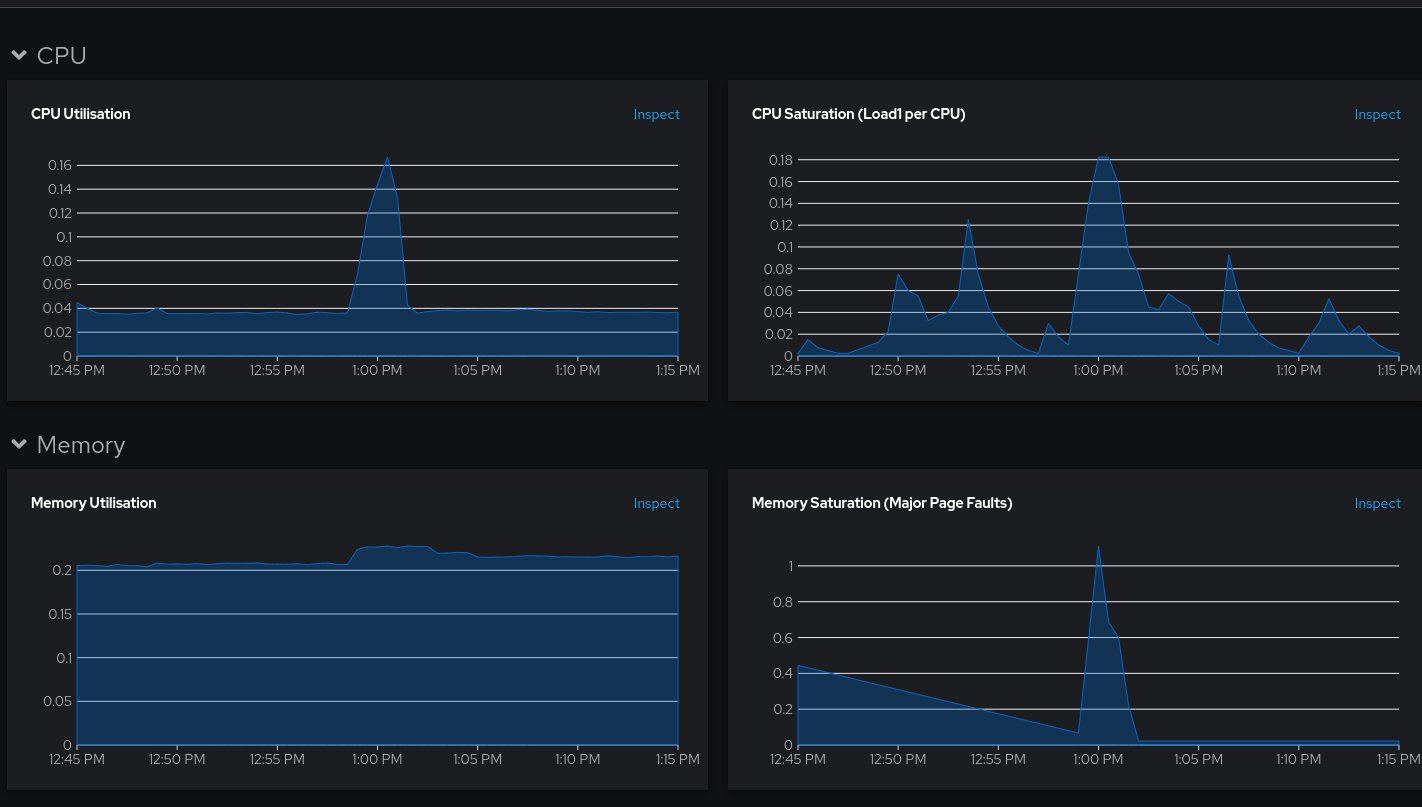 CPU
CPU Utilisation
Inspect
0.16
0.14
0.12
0.1
0.08
0.06
0.04
0.02
0
12:45 PM 12:50 PM 12:55 PM 1:00 PM 1:05 PM 1:10 PM 1:15 PM
CPU Saturation (Load1 per CPU)
Inspect
0.18
0.16
0.14
0.12
0.1
0.08
0.06
0.04
0.02
0
12:45 PM 12:50 PM 12:55 PM 1:00 PM 1:05 PM 1:10 PM 1:15 PM
Memory
Memory Utilisation
Inspect
0.2
0.15
0.1
0.05
0
12:45 PM 12:50 PM 12:55 PM 1:00 PM 1:05 PM 1:10 PM 1:15 PM
Memory Saturation (Major Page Faults)
Inspect
1
0.8
0.6
0.4
0.2
0
12:45 PM 12:50 PM 12:55 PM 1:00 PM 1:05 PM 1:10 PM 1:15 PM